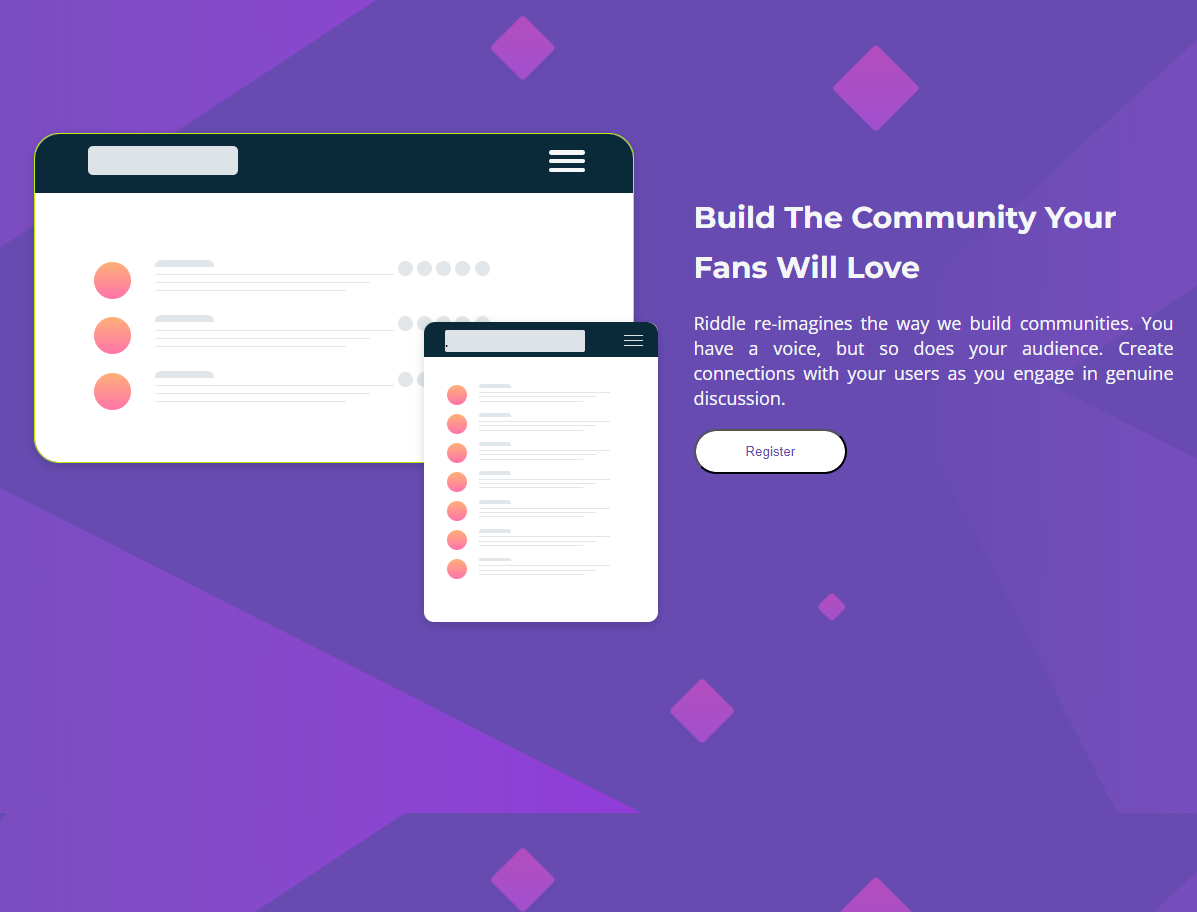 Build The Community Your
Fans Will Love
Riddle re-imagines the way we build communities. You
have a voice, but so does your audience. Create
connections with your users as you engage in genuine
discussion.
Register